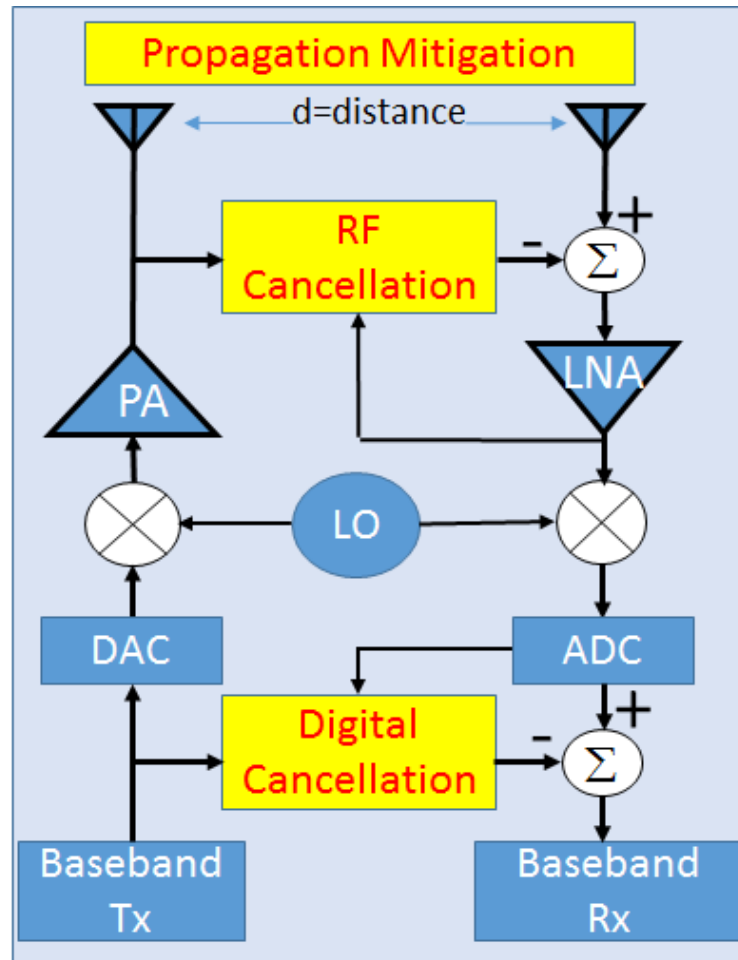 Propagation Mitigation
d=distance
RF
Cancellation
- +
Σ
PA
LNA
LO
DAC
ADC
Digital
Cancellation
- +
Σ
Baseband
Tx
Baseband
Rx